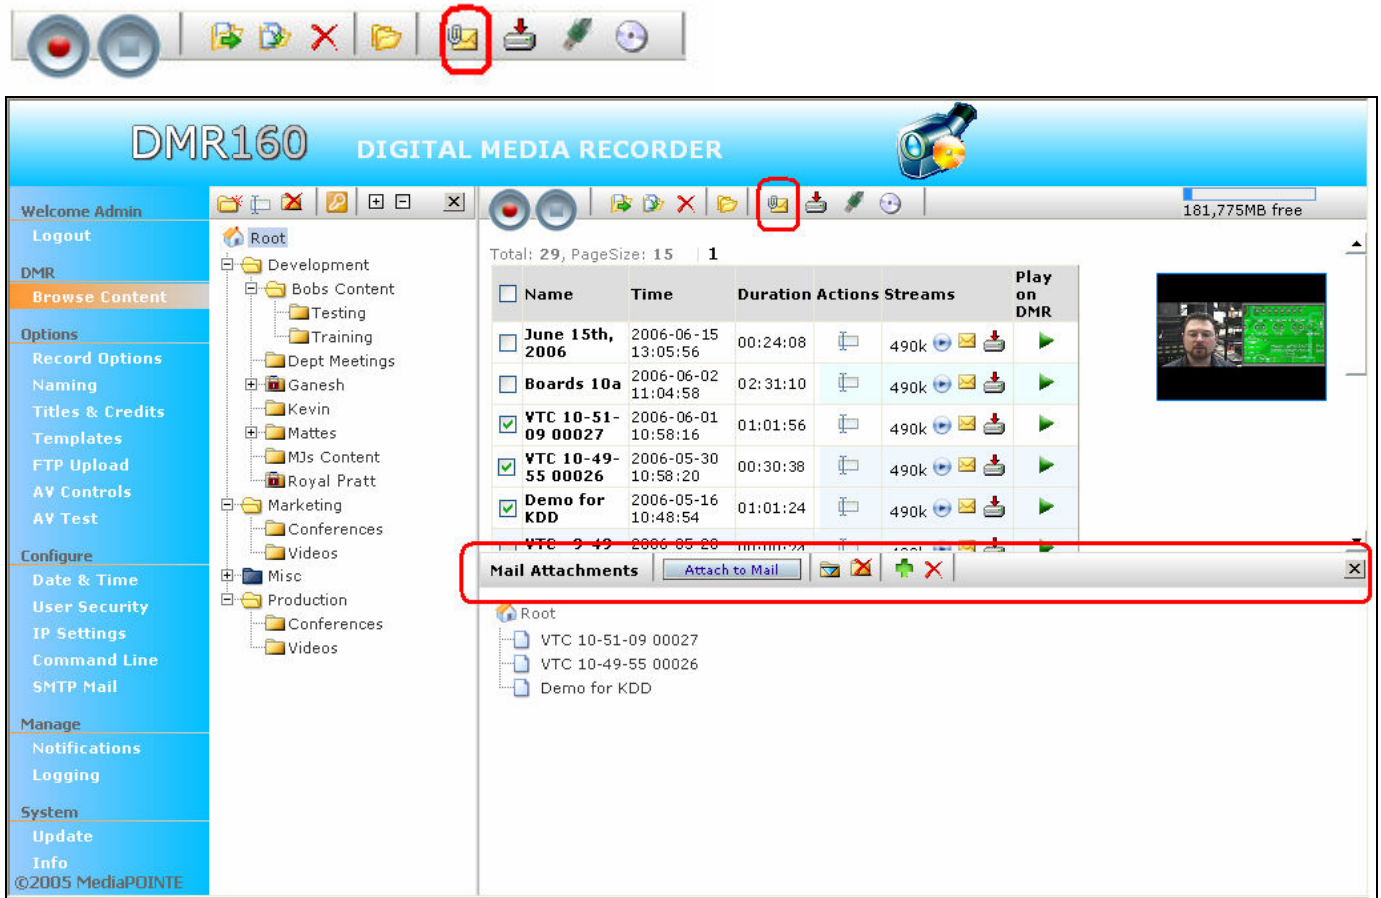 DMR160 DIGITAL MEDIA RECORDER
Welcome Admin
Logout
DMR
Browse Content
Options
Record Options
Naming
Titles & Credits
Templates
FTP Upload
AV Controls
AV Test
Configure
Date & Time
User Security
IP Settings
Command Line
SMTP Mail
Manage
Notifications
Logging
System
Update
Info
©2005 MediaPOINTE
Root
Development
Bobs Content
Testing
Training
Dept Meetings
Ganesh
Kevin
Mattes
MJs Content
Royal Pratt
Marketing
Conferences
Videos
Misc
Production
Conferences
Videos
181,775MB free
Total: 29, PageSize: 15 | 1
Name Time Duration Actions Streams Play on DMR
June 15th, 2006 2006-06-15 13:05:56 00:24:08 490k
Boards 10a 2006-06-02 11:04:58 02:31:10 490k
VTC 10-51-09 00027 2006-06-01 10:58:16 01:01:56 490k
VTC 10-49-55 00026 2006-05-30 10:58:20 00:30:38 490k
Demo for KDD 2006-05-16 10:48:54 01:01:24 490k
Mail Attachments Attach to Mail
Root
VTC 10-51-09 00027
VTC 10-49-55 00026
Demo for KDD